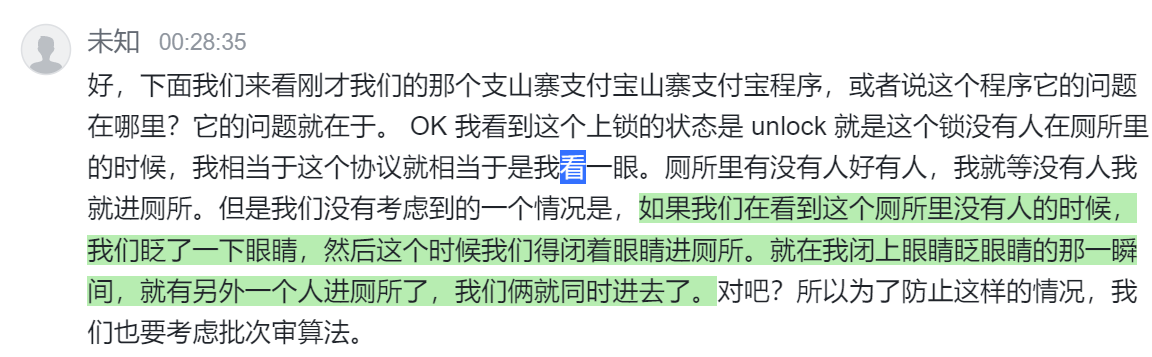 未知 00:28:35
好，下面我们来看刚才我们的那个支山寨支付宝山寨支付宝程序，或者说这个程序它的问题
在哪里？它的问题就在于。 OK 我看到这个上锁的状态是 unlock 就是这个锁没有人在厕所里
的时候，我相当于这个协议就相当于是我看一眼。厕所里有没有人好有人，我就等没有人我
就进厕所。但是我们没有考虑到的一个情况是，如果我们在看到这个厕所里没有人的时候，
我们眨了一下眼睛，然后这个时候我们得闭着眼睛进厕所。就在我闭上眼睛眨眼睛的那一瞬
间，就有另外一个人进厕所了，我们俩就同时进去了。对吧？所以为了防止这样的情况，我
们也要考虑批次审算法。